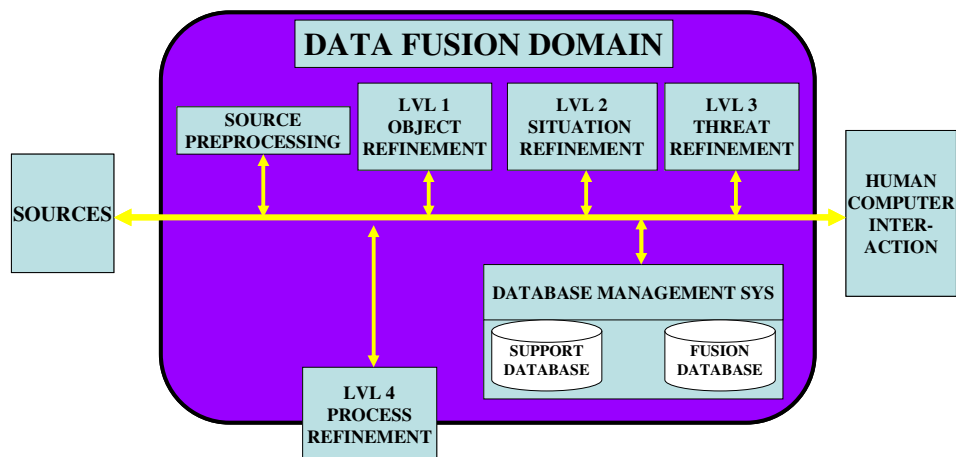 DATA FUSION DOMAIN
SOURCE
PREPROCESSING
LVL 1
OBJECT
REFINEMENT
LVL 2
SITUATION
REFINEMENT
LVL 3
THREAT
REFINEMENT
SOURCES
HUMAN
COMPUTER
INTER-
ACTION
DATABASE MANAGEMENT SYS
SUPPORT
DATABASE
FUSION
DATABASE
LVL 4
PROCESS
REFINEMENT